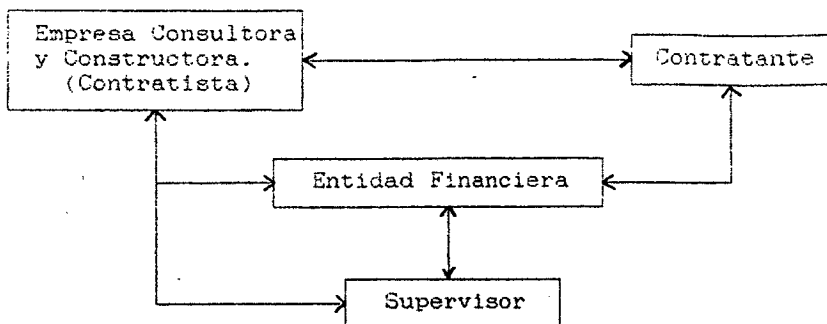 Empresa Consultora
y Constructora.
(Contratista)
Contratante
Entidad Financiera
Supervisor